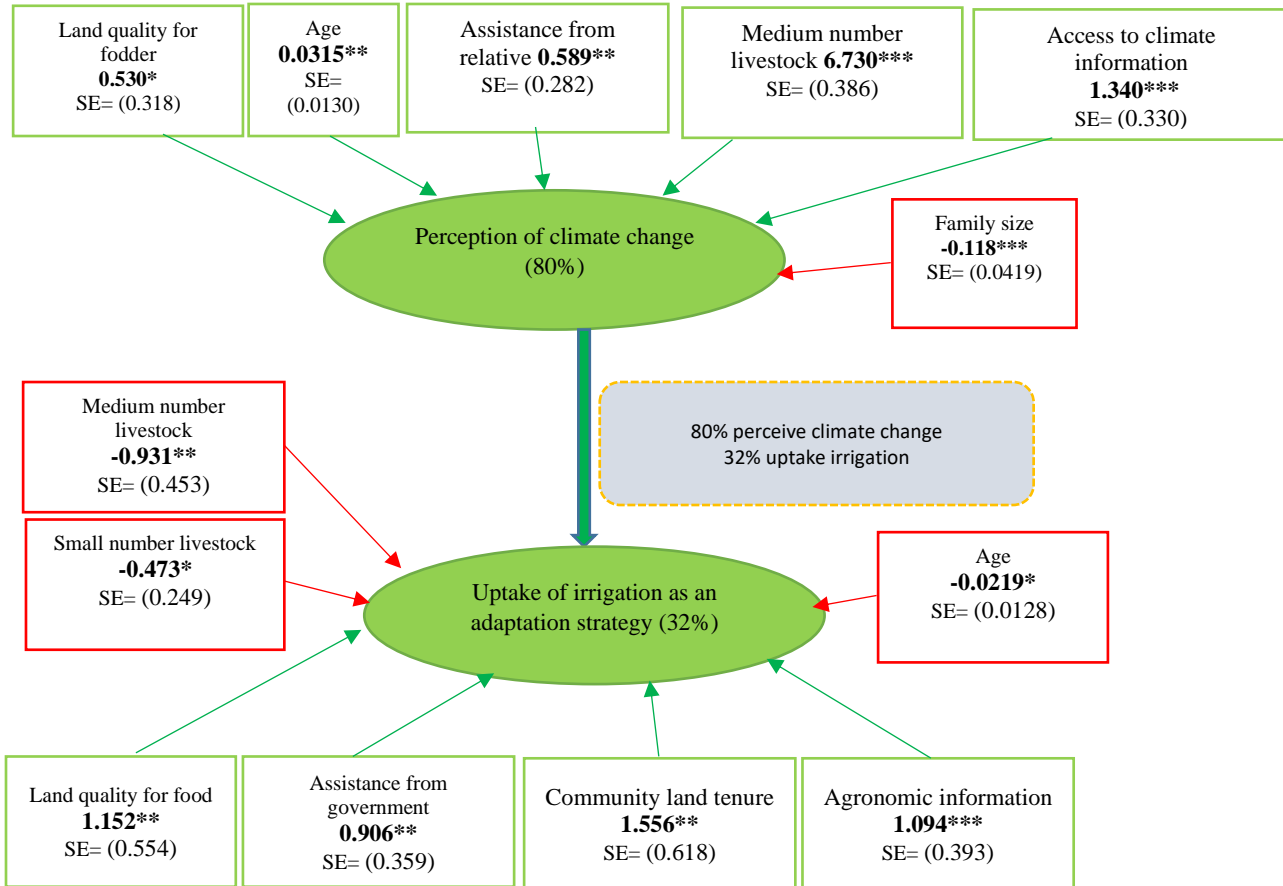 Land quality for
fodder
0.530*
SE= (0.318)
Age
0.0315**
SE=
(0.0130)
Assistance from
relative 0.589**
SE= (0.282)
Medium number
livestock 6.730***
SE= (0.386)
Access to climate
information
1.340***
SE= (0.330)
Perception of climate change
(80%)
Family size
-0.118***
SE= (0.0419)
80% perceive climate change
32% uptake irrigation
Medium number
livestock
-0.931**
SE= (0.453)
Small number livestock
-0.473*
SE= (0.249)
Uptake of irrigation as an
adaptation strategy (32%)
Age
-0.0219*
SE= (0.0128)
Land quality for food
1.152**
SE= (0.554)
Assistance from
government
0.906**
SE= (0.359)
Community land tenure
1.556**
SE= (0.618)
Agronomic information
1.094***
SE= (0.393)